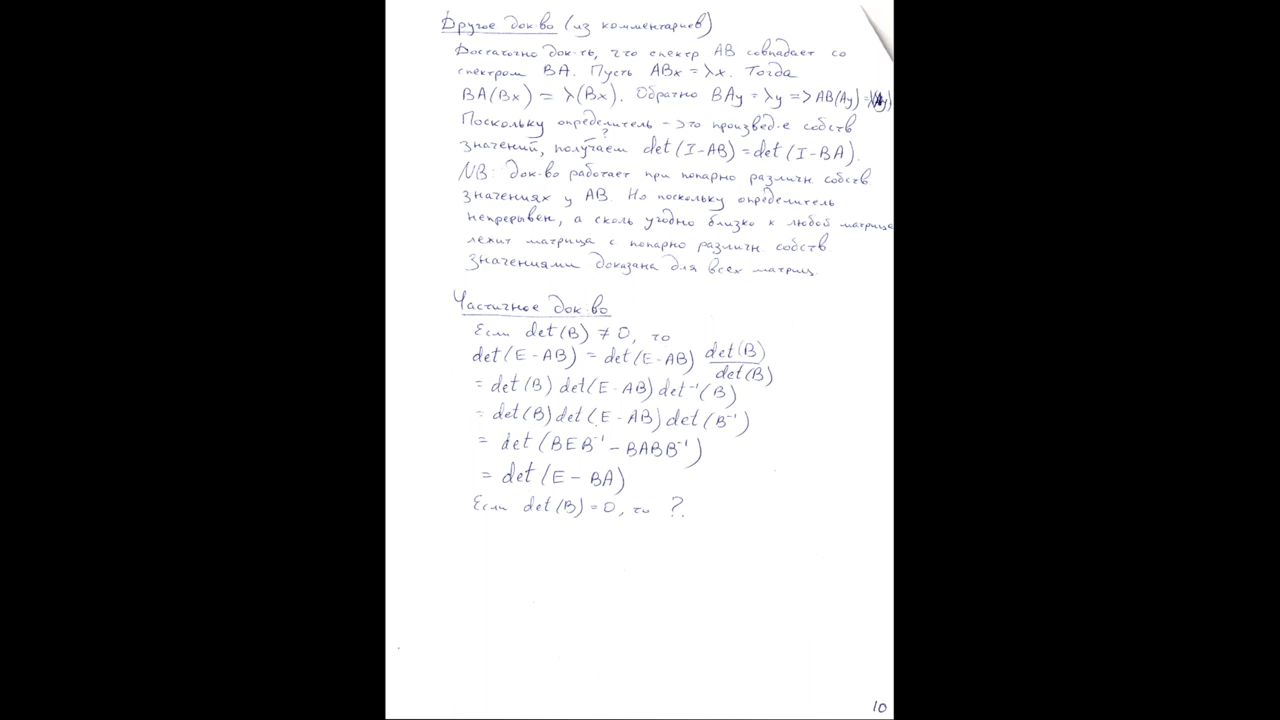 Другое док-во (из комментариев)
Достаточно док-ть, что спектр AB совпадает со
спектром BA. Пусть ABx = λx. Тогда
BA(Bx) = λ(Bx). Обратно BAy = λy => AB(Ay) = λ(Ay)
Поскольку определитель – это произвед-е собств.
?
значений, получаем det(I-AB) = det(I-BA).
NB: Док-во работает при попарно различн. собств.
значениях у AB. Но поскольку определитель
непрерывен, а сколь угодно близко к любой матрице
лежит матрица с попарно различн. собств
значениями доказана для всех матриц.
Частичное док-во
Если det(B) ≠ 0, то
det(E-AB) = det(E-AB) det(B)/det(B)
= det(B) det(E-AB) det⁻¹(B)
= det(B) det(E-AB) det(B⁻¹)
= det(BEB⁻¹ - BABB⁻¹)
= det(E - BA)
Если det(B) = 0, то ?.
10